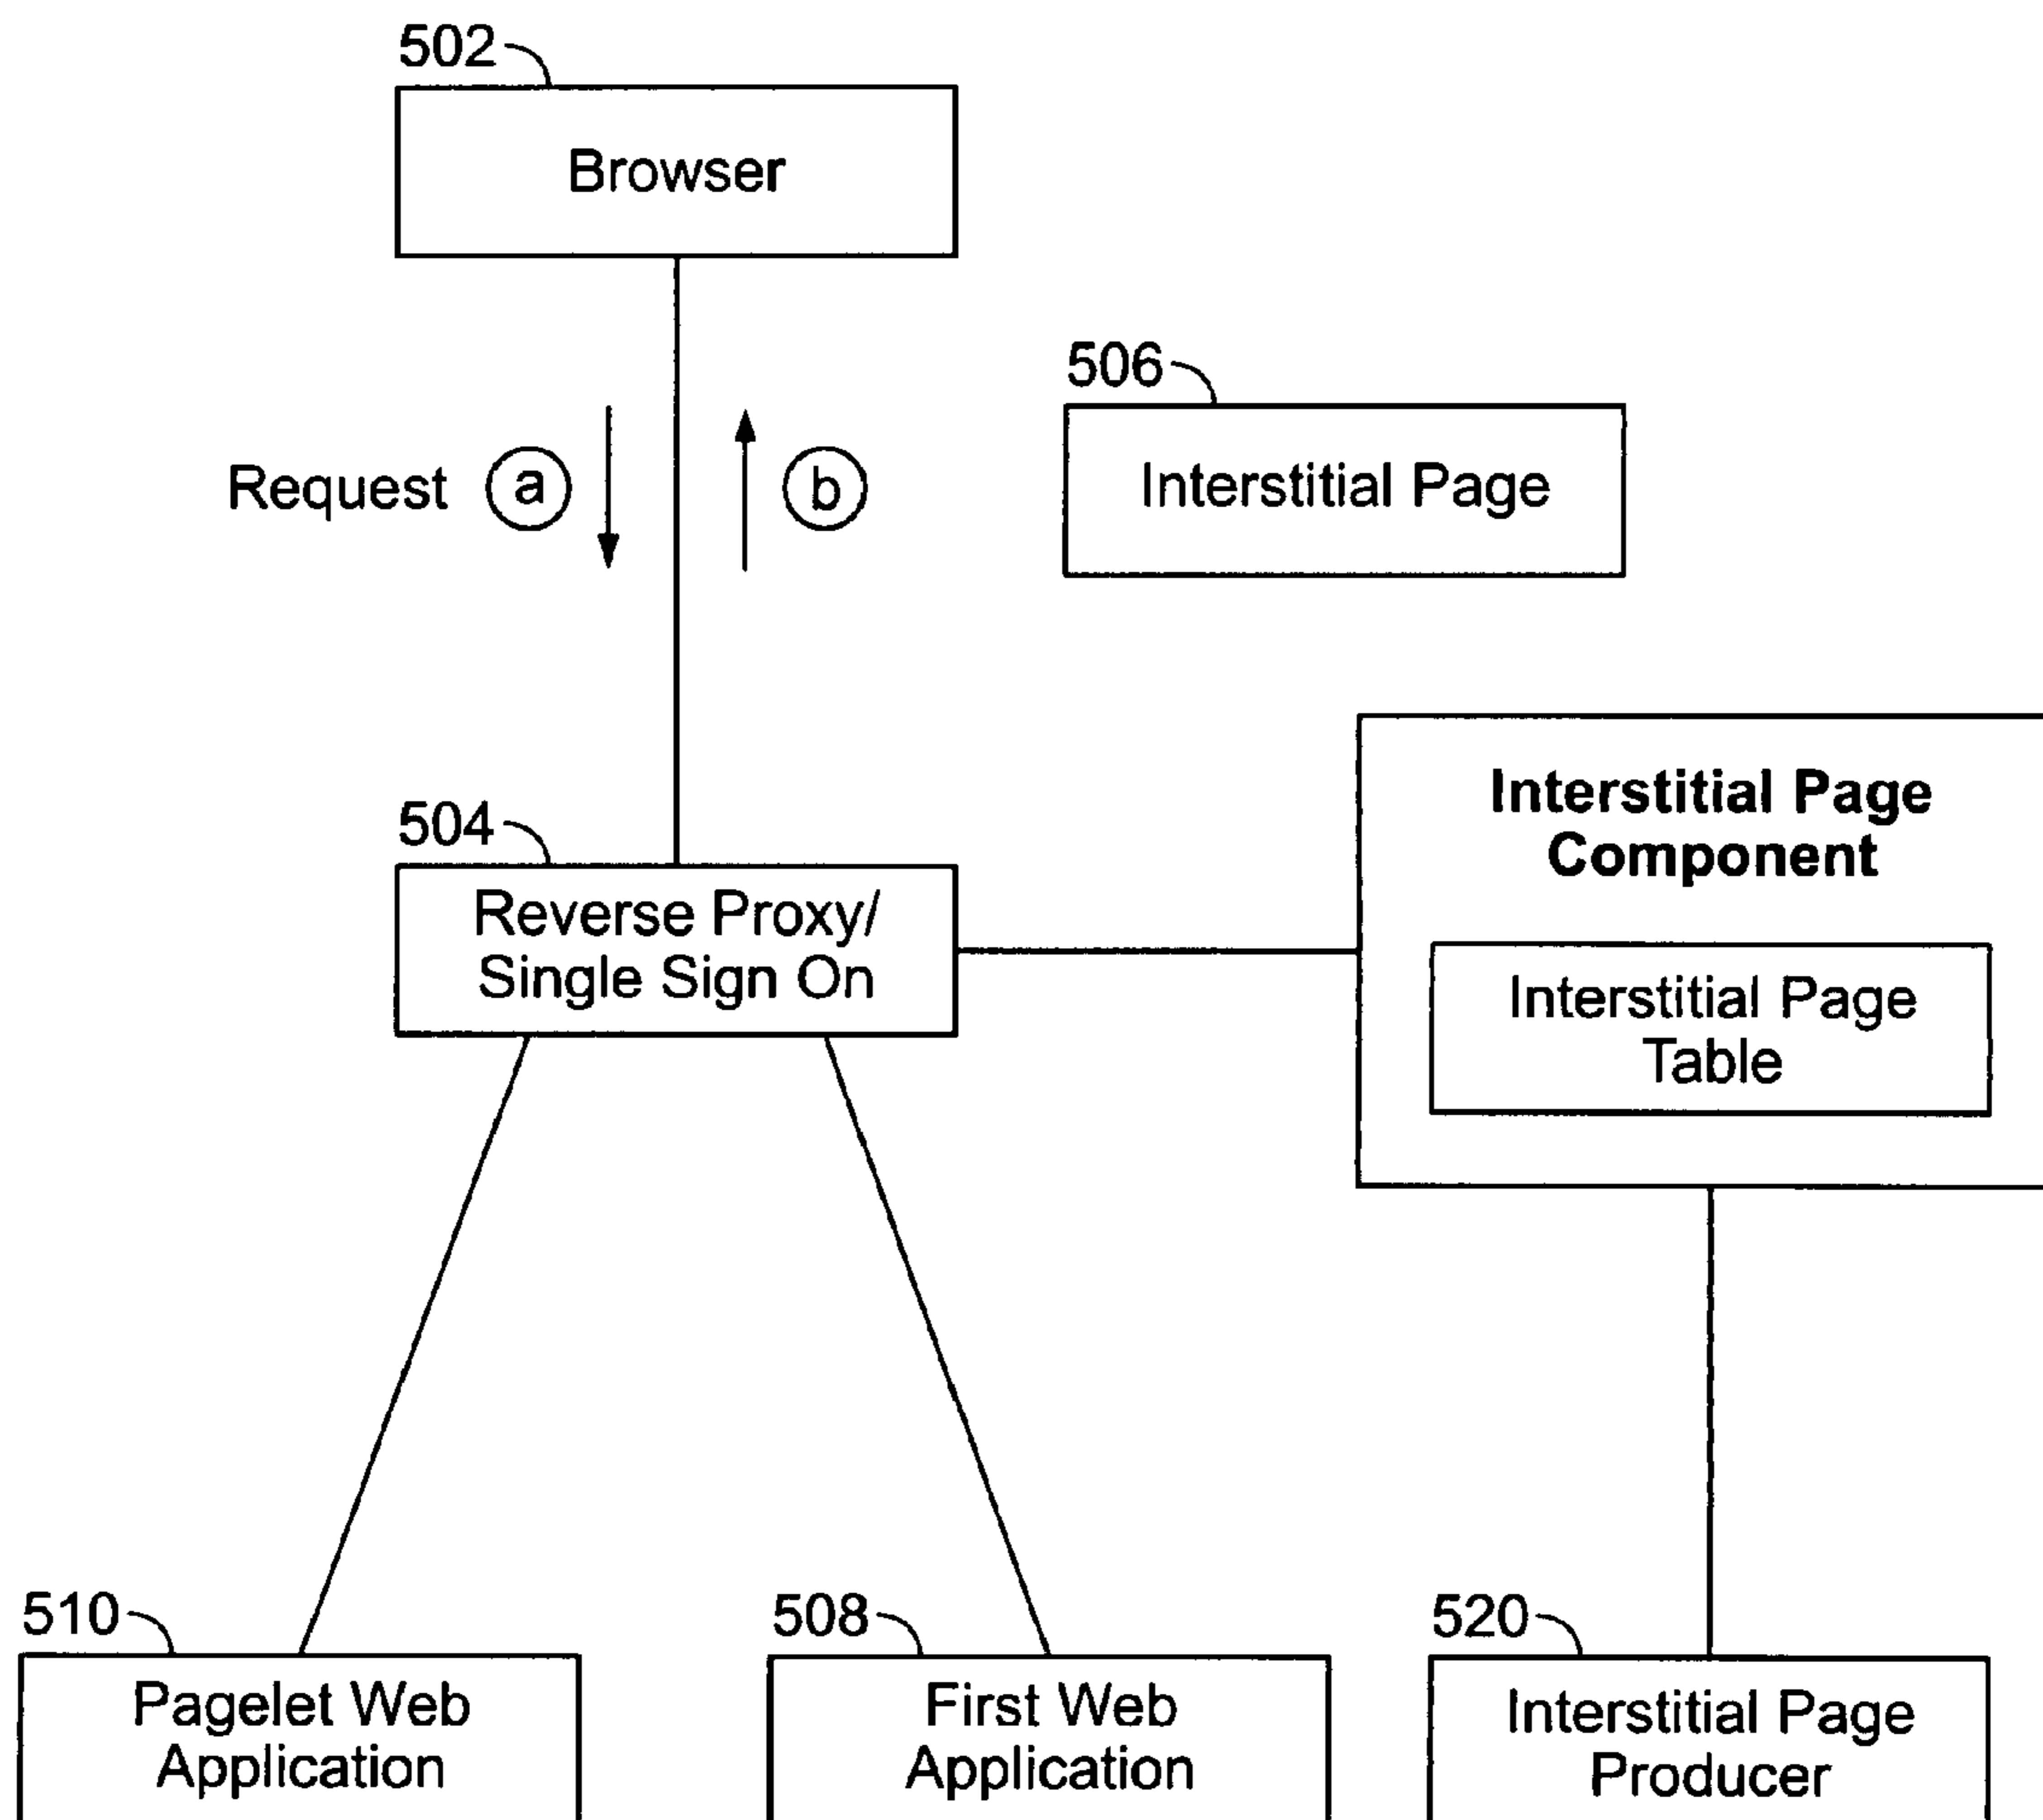 502
Browser
506
Request
a
b
Interstitial Page
504
Reverse Proxy/
Single Sign On
Interstitial Page
Component
Interstitial Page
Table
510
Pagelet Web
Application
508
First Web
Application
520
Interstitial Page
Producer